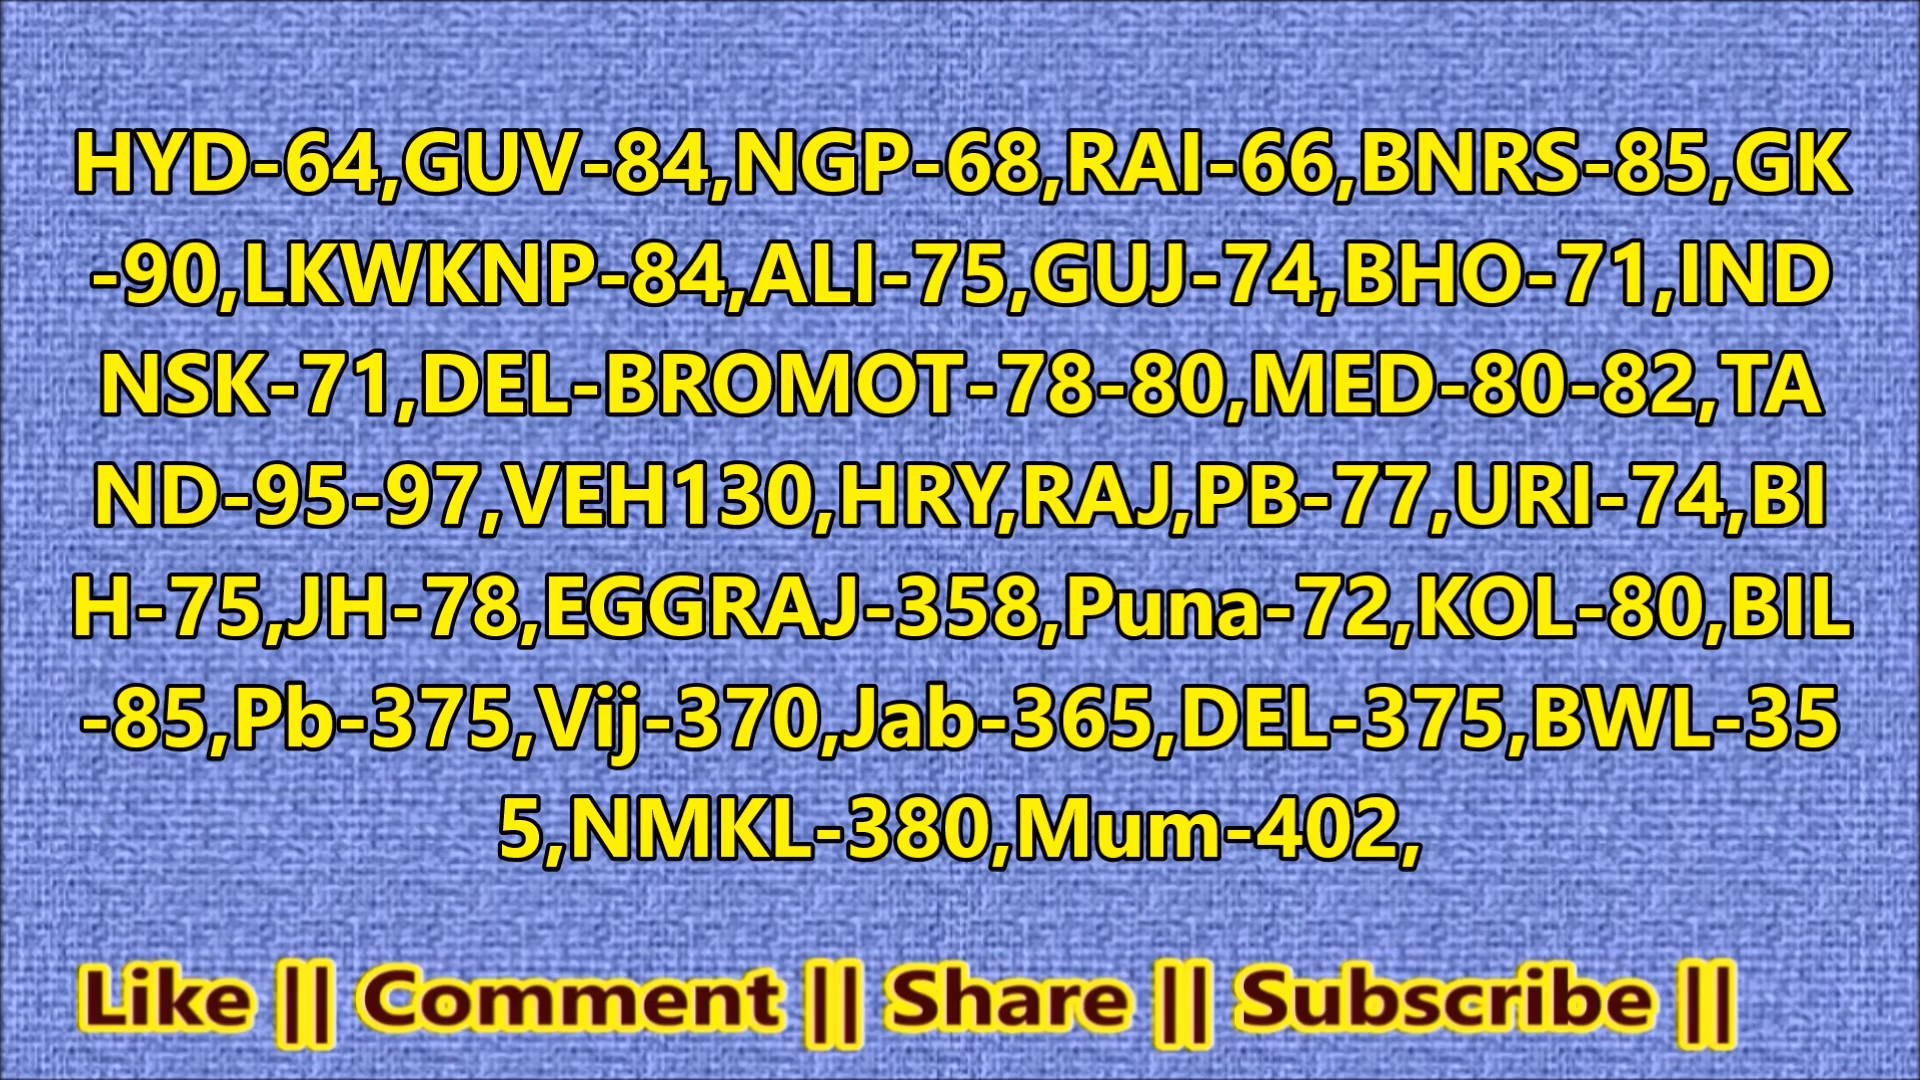 HYD-64,GUV-84,NGP-68,RAI-66,BNRS-85,GK
-90,LKWKNP-84,ALI-75,GUJ-74,BHO-71,IND
NSK-71,DEL-BROMOT-78-80,MED-80-82,TA
ND-95-97,VEH130,HRY,RAJ,PB-77,URI-74,BI
H-75,JH-78,EGGRAJ-358,Puna-72,KOL-80,BIL
-85,Pb-375,Vij-370,Jab-365,DEL-375,BWL-35
5,NMKL-380,Mum-402,
Like || Comment || Share || Subscribe ||